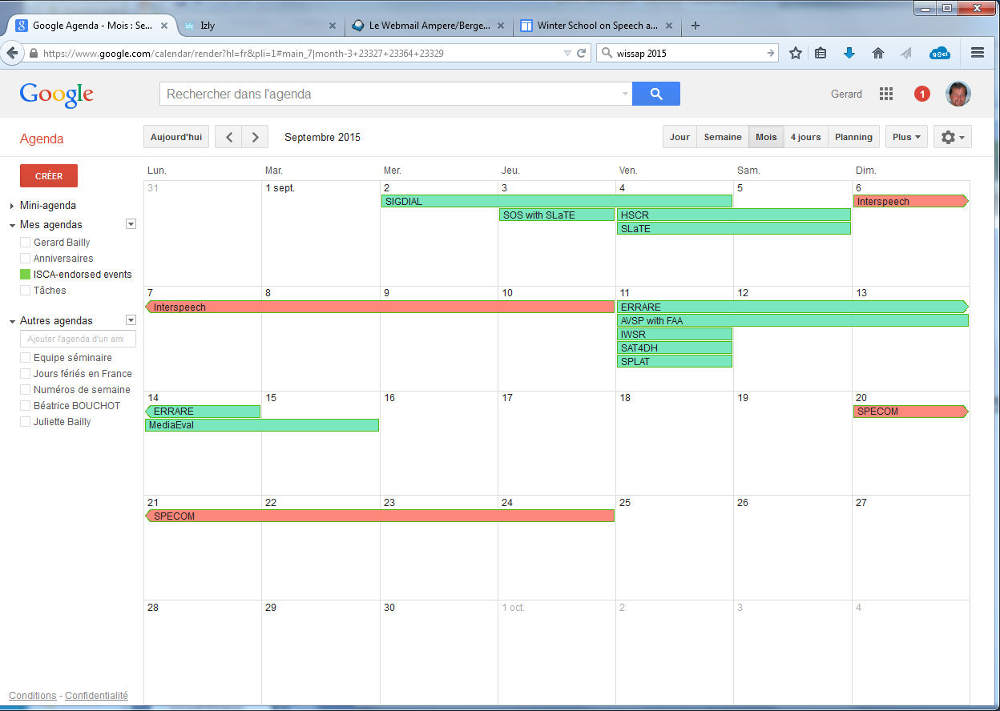 Google Agenda - Mois : Se... Izly Le Webmail Ampere/Berge... Winter School on Speech a...
https://www.google.com/calendar/render?hl=fr&pli=1#main_7|month-3+23327+23364+23329 wissap 2015 g@el
Google Rechercher dans l'agenda Gerard 1
Agenda Aujourd'hui Septembre 2015 Jour Semaine Mois 4 jours Planning Plus
CRÉER
Mini-agenda
Mes agendas
Gerard Bailly
Anniversaires
ISCA-endorsed events
Tâches
Autres agendas
Ajouter l'agenda d'un ami
Equipe séminaire
Jours fériés en France
Numéros de semaine
Béatrice BOUCHOT
Juliette Bailly
Conditions - Confidentialité
Lun. Mar. Mer. Jeu. Ven. Sam. Dim.
31 1 sept. 2 3 4 5 6
SIGDIAL Interspeech
SOS with SLaTE HSCR
SLaTE
7 8 9 10 11 12 13
Interspeech ERRARE
AVSP with FAA
IWSR
SAT4DH
SPLAT
14 15 16 17 18 19 20
ERRARE SPECOM
MediaEval
21 22 23 24 25 26 27
SPECOM
28 29 30 1 oct. 2 3 4